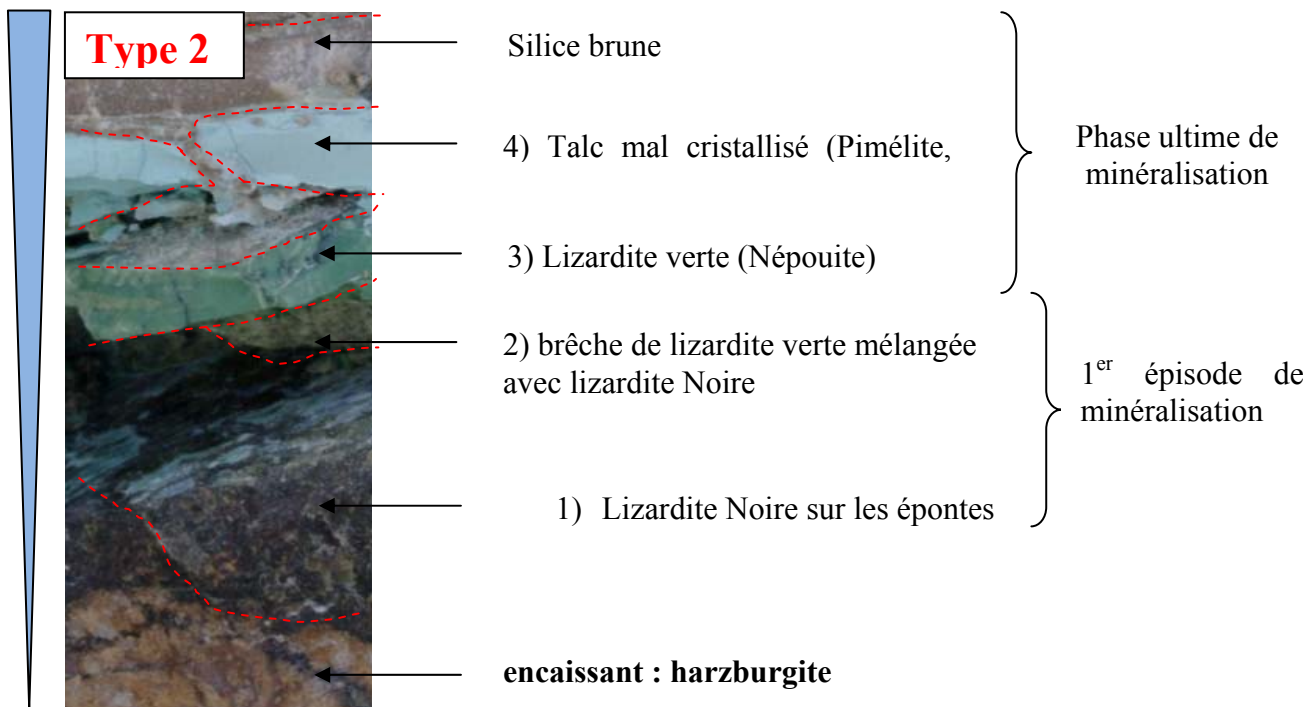 Type 2
Silice brune
4) Talc mal cristallisé (Pimélite,
3) Lizardite verte (Népouite)
Phase ultime de
minéralisation
2) brêche de lizardite verte mélangée
avec lizardite Noire
1) Lizardite Noire sur les épontes
1er épisode de
minéralisation
encaissant : harzburgite